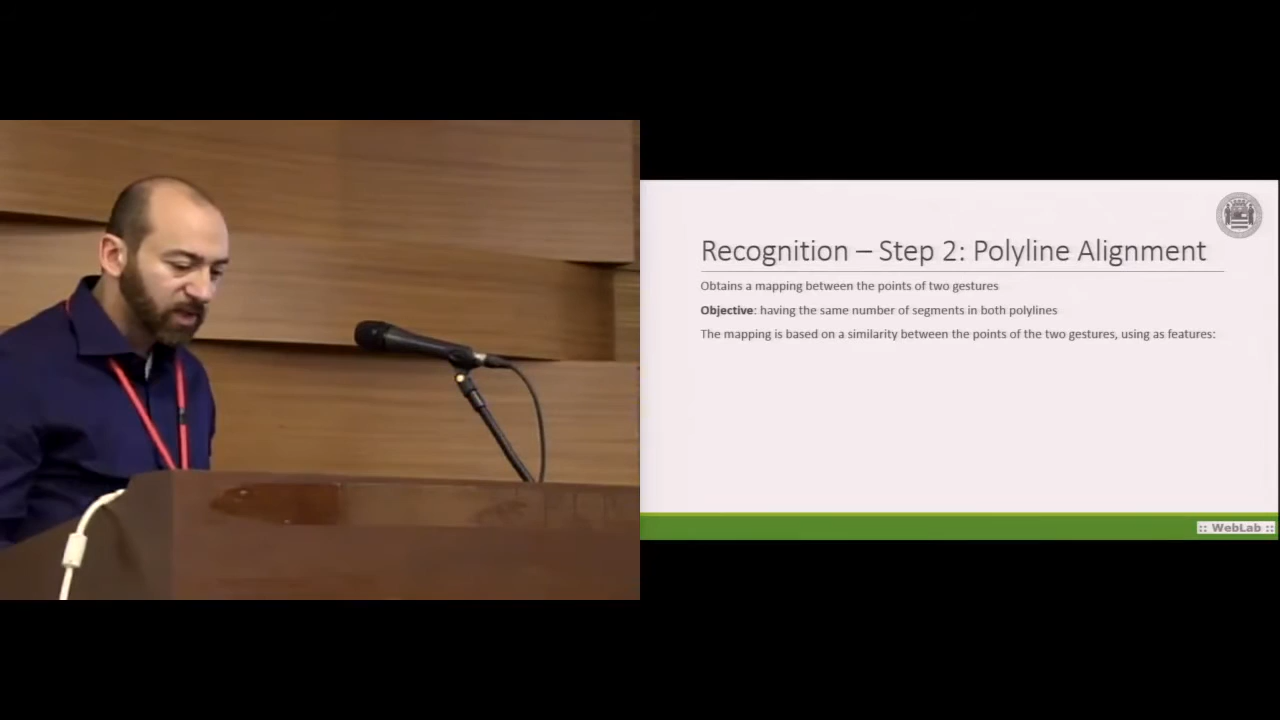 Recognition – Step 2: Polyline Alignment
Obtains a mapping between the points of two gestures
Objective: having the same number of segments in both polylines
The mapping is based on a similarity between the points of the two gestures, using as features:
:: WebLab ::